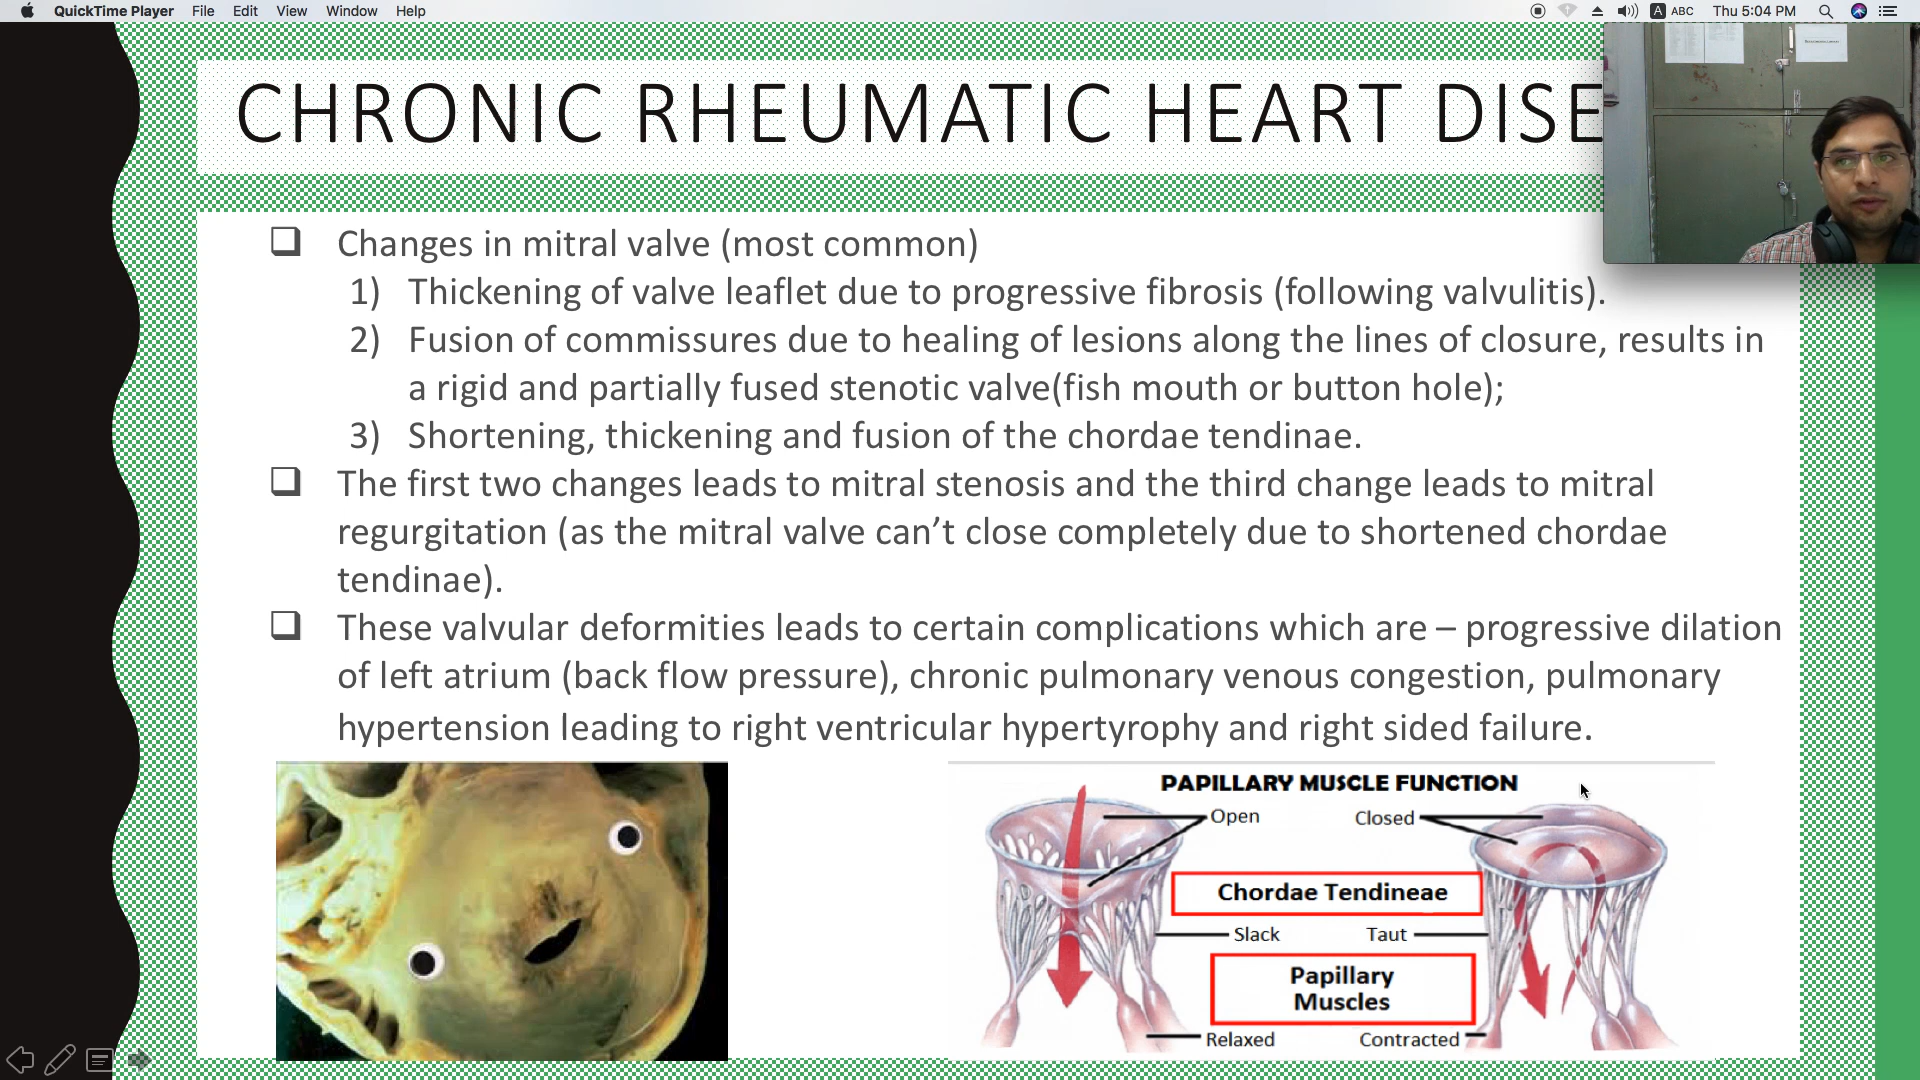 QuickTime Player File Edit View Window Help
A ABC Thu 5:04 PM
CHRONIC RHEUMATIC HEART DISE
❑ Changes in mitral valve (most common)
1) Thickening of valve leaflet due to progressive fibrosis (following valvulitis).
2) Fusion of commissures due to healing of lesions along the lines of closure, results in
a rigid and partially fused stenotic valve(fish mouth or button hole);
3) Shortening, thickening and fusion of the chordae tendinae.
❑ The first two changes leads to mitral stenosis and the third change leads to mitral
regurgitation (as the mitral valve can’t close completely due to shortened chordae
tendinae).
❑ These valvular deformities leads to certain complications which are – progressive dilation
of left atrium (back flow pressure), chronic pulmonary venous congestion, pulmonary
hypertension leading to right ventricular hypertyrophy and right sided failure.
PAPILLARY MUSCLE FUNCTION
Open Closed
Chordae Tendineae
Slack Taut
Papillary
Muscles
Relaxed Contracted